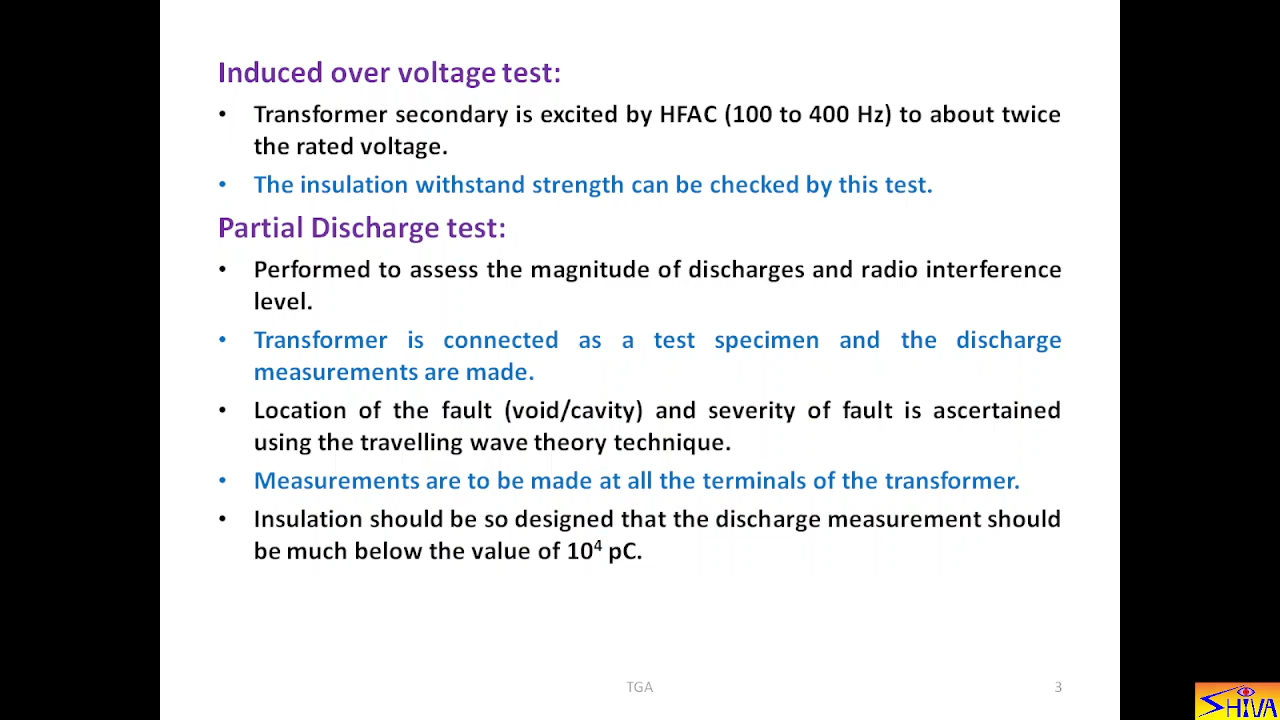 Induced over voltage test:
• Transformer secondary is excited by HFAC (100 to 400 Hz) to about twice
the rated voltage.
• The insulation withstand strength can be checked by this test.
Partial Discharge test:
• Performed to assess the magnitude of discharges and radio interference
level.
• Transformer is connected as a test specimen and the discharge
measurements are made.
• Location of the fault (void/cavity) and severity of fault is ascertained
using the travelling wave theory technique.
• Measurements are to be made at all the terminals of the transformer.
• Insulation should be so designed that the discharge measurement should
be much below the value of 10⁴ pC.
TGA
3
SHIVA